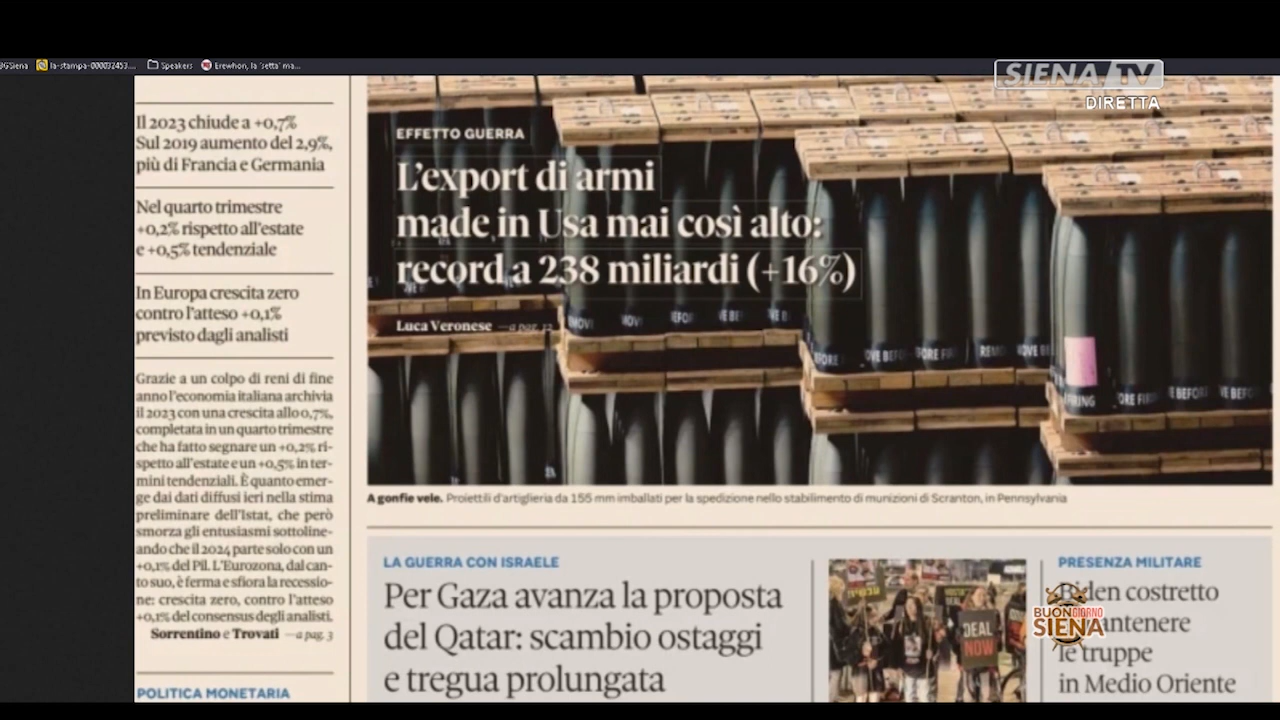 GSiena
la-stampa-000032453...
Speakers
Erewhon, la 'setta' ma...
SIENA TV
DIRETTA
Il 2023 chiude a +0,7%
Sul 2019 aumento del 2,9%,
più di Francia e Germania
Nel quarto trimestre
+0,2% rispetto all'estate
e +0,5% tendenziale
In Europa crescita zero
contro l'atteso +0,1%
previsto dagli analisti
Grazie a un colpo di reni di fine
anno l'economia italiana archivia
il 2023 con una crescita allo 0,7%,
completata in un quarto trimestre
che ha fatto segnare un +0,2% ri-
spetto all'estate e un +0,5% in ter-
mini tendenziali. È quanto emer-
ge dai dati diffusi ieri nella stima
preliminare dell'Istat, che però
smorza gli entusiasmi sottoline-
ando che il 2024 parte solo con un
+0,1% del Pil. L'Eurozona, dal can-
to suo, è ferma e sfiora la recessio-
ne: crescita zero, contro l'atteso
+0,1% del consensus degli analisti.
Sorrentino e Trovati —a pag. 3
POLITICA MONETARIA
EFFETTO GUERRA
L'export di armi
made in Usa mai così alto:
record a 238 miliardi (+16%)
Luca Veronese —a pag. 12
A gonfie vele. Proiettili d'artiglieria da 155 mm imballati per la spedizione nello stabilimento di munizioni di Scranton, in Pennsylvania
LA GUERRA CON ISRAELE
Per Gaza avanza la proposta
del Qatar: scambio ostaggi
e tregua prolungata
DEAL
NOW
PRESENZA MILITARE
Biden costretto
a mantenere
le truppe
in Medio Oriente
BUONGIORNO
SIENA